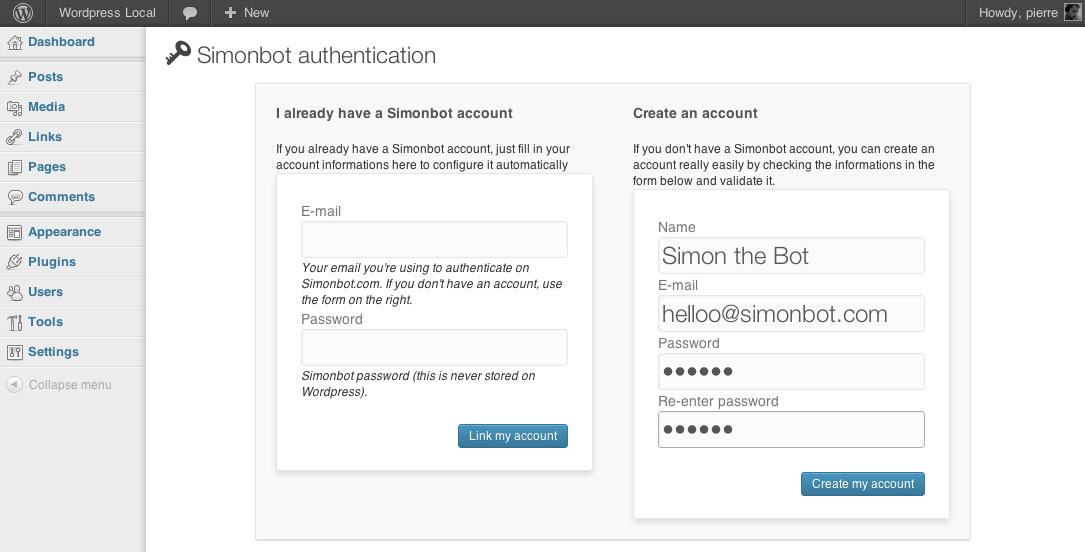 Wordpress Local
New
Howdy, pierre
Dashboard
Posts
Media
Links
Pages
Comments
Appearance
Plugins
Users
Tools
Settings
Collapse menu
Simonbot authentication
I already have a Simonbot account
If you already have a Simonbot account, just fill in your
account informations here to configure it automatically
E-mail
Your email you're using to authenticate on
Simonbot.com. If you don't have an account, use
the form on the right.
Password
Simonbot password (this is never stored on
Wordpress).
Link my account
Create an account
If you don't have a Simonbot account, you can create an
account really easily by checking the informations in the
form below and validate it.
Name
Simon the Bot
E-mail
helloo@simonbot.com
Password
●●●●●●
Re-enter password
●●●●●●
Create my account